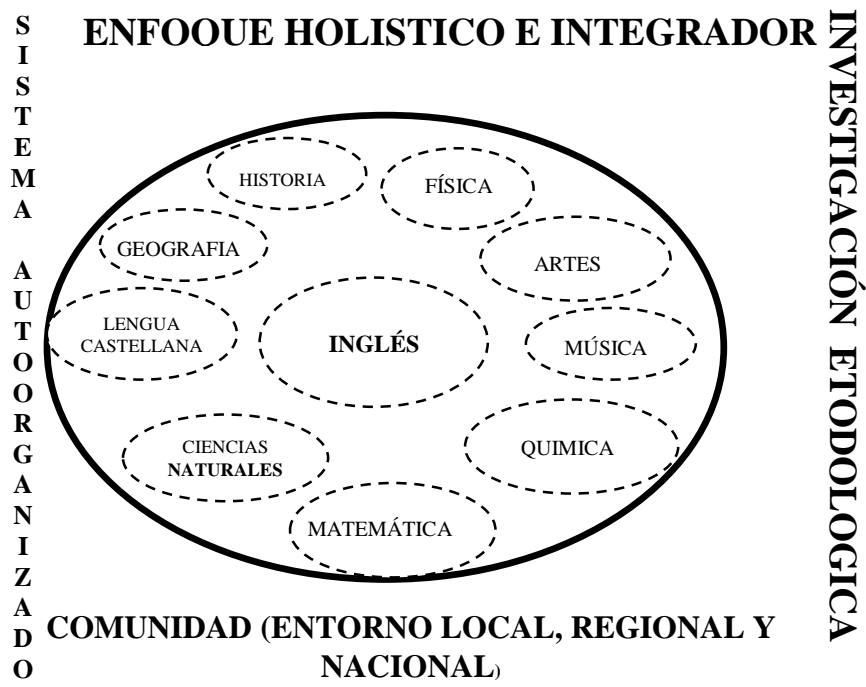 ENFOQUE HOLISTICO E INTEGRADOR
SISTEMA AUTOORGANIZADO
INVESTIGACIÓN ETODOLOGICA
HISTORIA
FÍSICA
GEOGRAFIA
ARTES
LENGUA
CASTELLANA
INGLÉS
MÚSICA
CIENCIAS
NATURALES
QUIMICA
MATEMÁTICA
COMUNIDAD (ENTORNO LOCAL, REGIONAL Y
NACIONAL)